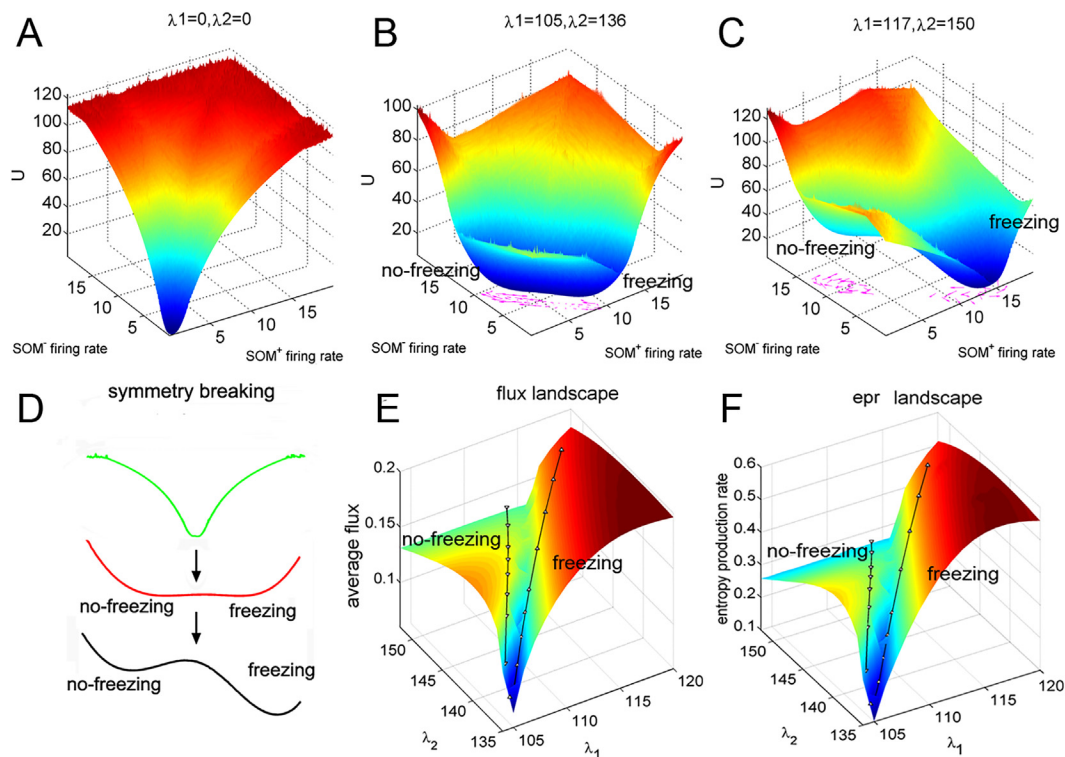 A
λ1=0,λ2=0
120
100
80
60
40
20
U
15
10
5
5
10
15
SOM⁻ firing rate
SOM⁺ firing rate
B
λ1=105,λ2=136
100
80
60
40
20
U
no-freezing
freezing
15
10
5
5
10
15
SOM⁻ firing rate
SOM⁺ firing rate
C
λ1=117,λ2=150
120
100
80
60
40
20
U
no-freezing
freezing
15
10
5
5
10
15
SOM⁻ firing rate
SOM⁺ firing rate
D
symmetry breaking
no-freezing
freezing
no-freezing
freezing
E
flux landscape
0.2
0.15
0.1
average flux
no-freezing
freezing
150
145
140
135
105
110
115
120
λ₂
λ₁
F
epr landscape
0.6
0.5
0.4
0.3
0.2
0.1
entropy production rate
no-freezing
freezing
150
145
140
135
105
110
115
120
λ₂
λ₁